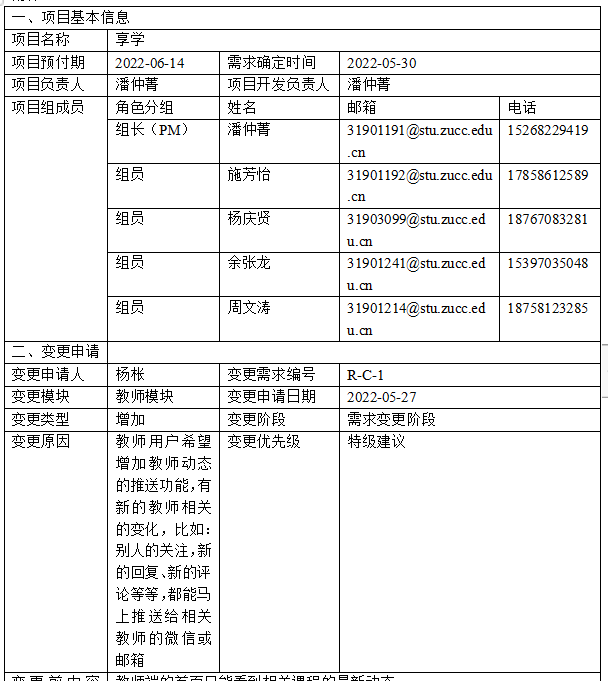 一、项目基本信息
项目名称 享学
项目预付期 2022-06-14 需求确定时间 2022-05-30
项目负责人 潘仲菁 项目开发负责人 潘仲菁
项目组成员 角色分组 姓名 邮箱 电话
组长（PM） 潘仲菁 31901191@stu.zucc.edu 15268229419
.cn
组员 施芳怡 31901192@stu.zucc.edu 17858612589
.cn
组员 杨庆贤 31903099@stu.zucc.ed 18767083281
u.cn
组员 余张龙 31901241@stu.zucc.ed 15397035048
u.cn
组员 周文涛 31901214@stu.zucc.ed 18758123285
u.cn
二、变更申请
变更申请人 杨枨 变更需求编号 R-C-1
变更模块 教师模块 变更申请日期 2022-05-27
变更类型 增加 变更阶段 需求变更阶段
变更原因 教师用户希望 变更优先级 特级建议
增加教师动态
的推送功能,有
新的教师相关
的变化，比如：
别人的关注,新
的回复、新的评
论等等,都能马
上推送给相关
教师的微信或
邮箱
变更前内容 教师端的首页只能看到相关课程的最新动态